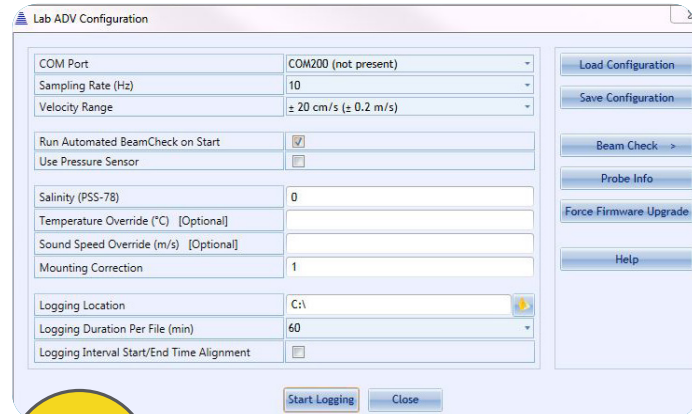 Lab ADV Configuration
COM Port COM200 (not present)
Sampling Rate (Hz) 10
Velocity Range ± 20 cm/s (± 0.2 m/s)
Run Automated BeamCheck on Start
Use Pressure Sensor
Salinity (PSS-78) 0
Temperature Override (°C) [Optional]
Sound Speed Override (m/s) [Optional]
Mounting Correction 1
Logging Location C:\
Logging Duration Per File (min) 60
Logging Interval Start/End Time Alignment
Load Configuration
Save Configuration
Beam Check >
Probe Info
Force Firmware Upgrade
Help
Start Logging Close